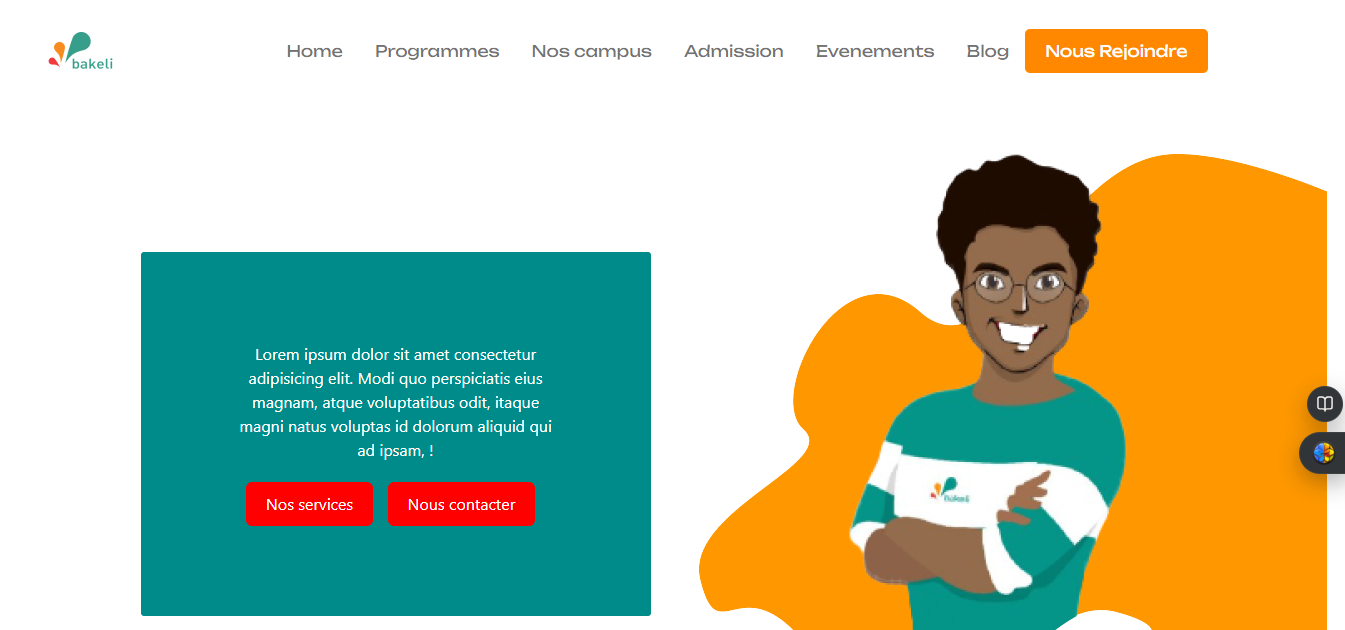 bakeli
Home Programmes Nos campus Admission Evenements Blog Nous Rejoindre
Lorem ipsum dolor sit amet consectetur
adipisicing elit. Modi quo perspiciatis eius
magnam, atque voluptatibus odit, itaque
magni natus voluptas id dolorum aliquid qui
ad ipsam, !
Nos services Nous contacter
bakeli